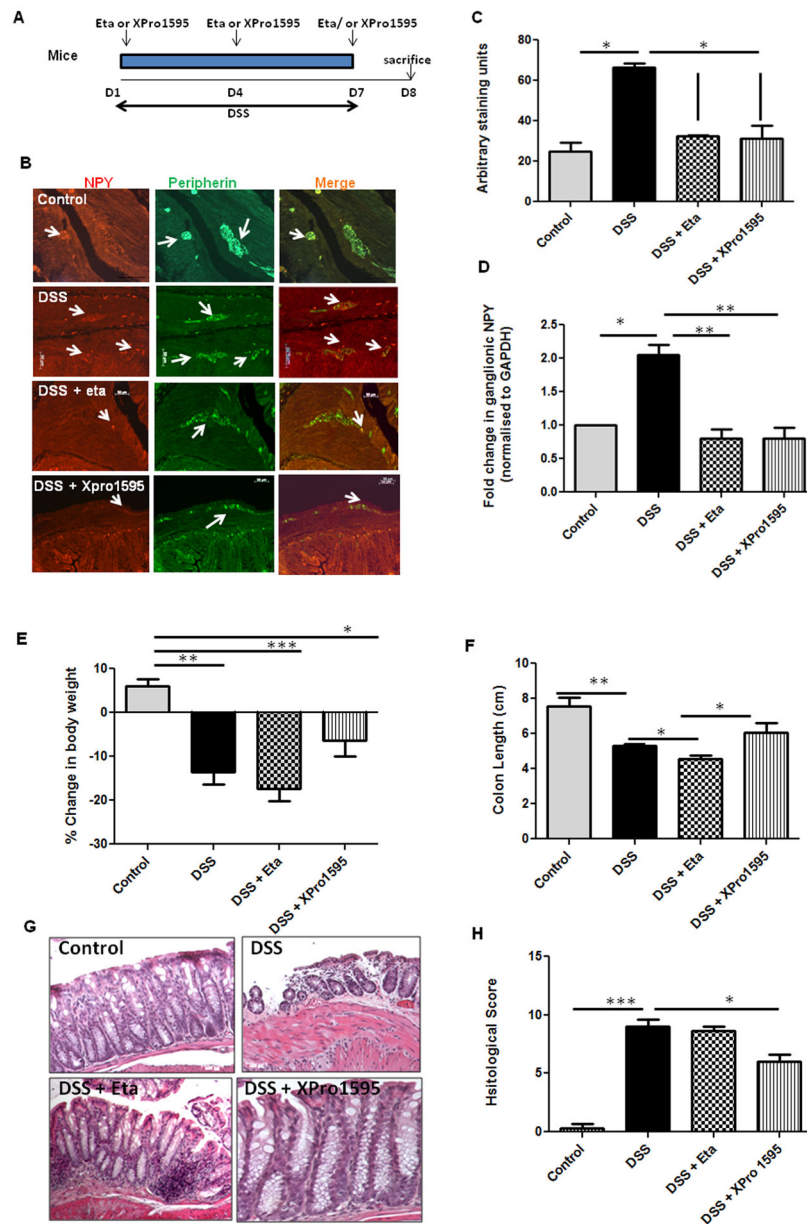 A
Eta or XPro1595 Eta or XPro1595 Eta/ or XPro1595
Mice
sacrifice
D1 D4 D7 D8
DSS
B
NPY Peripherin Merge
Control
DSS
DSS + eta
DSS + Xpro1595
C
Arbitrary staining units
80
60
40
20
0
* *
Control
DSS
DSS + Eta
DSS + XPro1595
D
Fold change in ganglionic NPY
(normalised to GAPDH)
2.5
2.0
1.5
1.0
0.5
0.0
* ** **
Control
DSS
DSS + Eta
DSS + XPro1595
E
% Change in body weight
10
0
-10
-20
-30
** *** *
Control
DSS
DSS + Eta
DSS + XPro1595
F
Colon Length (cm)
8
6
4
2
0
** * *
Control
DSS
DSS + Eta
DSS + XPro1595
G
Control DSS
DSS + Eta DSS + XPro1595
H
Hsitological Score
15
10
5
0
*** *
Control
DSS
DSS + Eta
DSS + XPro 1595